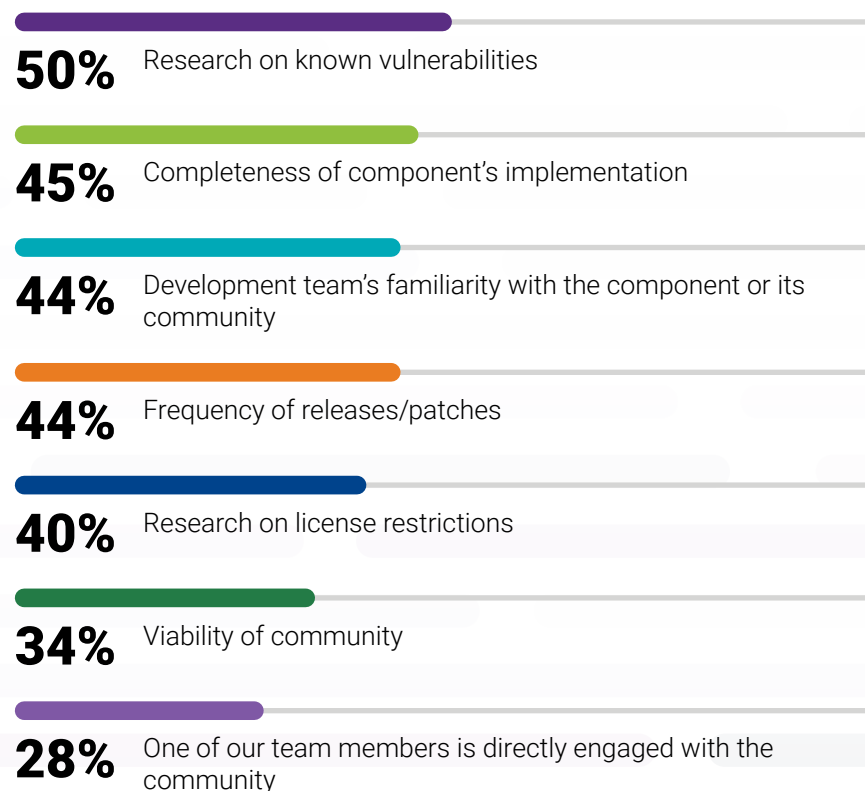 50% Research on known vulnerabilities
45% Completeness of component’s implementation
44% Development team’s familiarity with the component or its
community
44% Frequency of releases/patches
40% Research on license restrictions
34% Viability of community
28% One of our team members is directly engaged with the
community